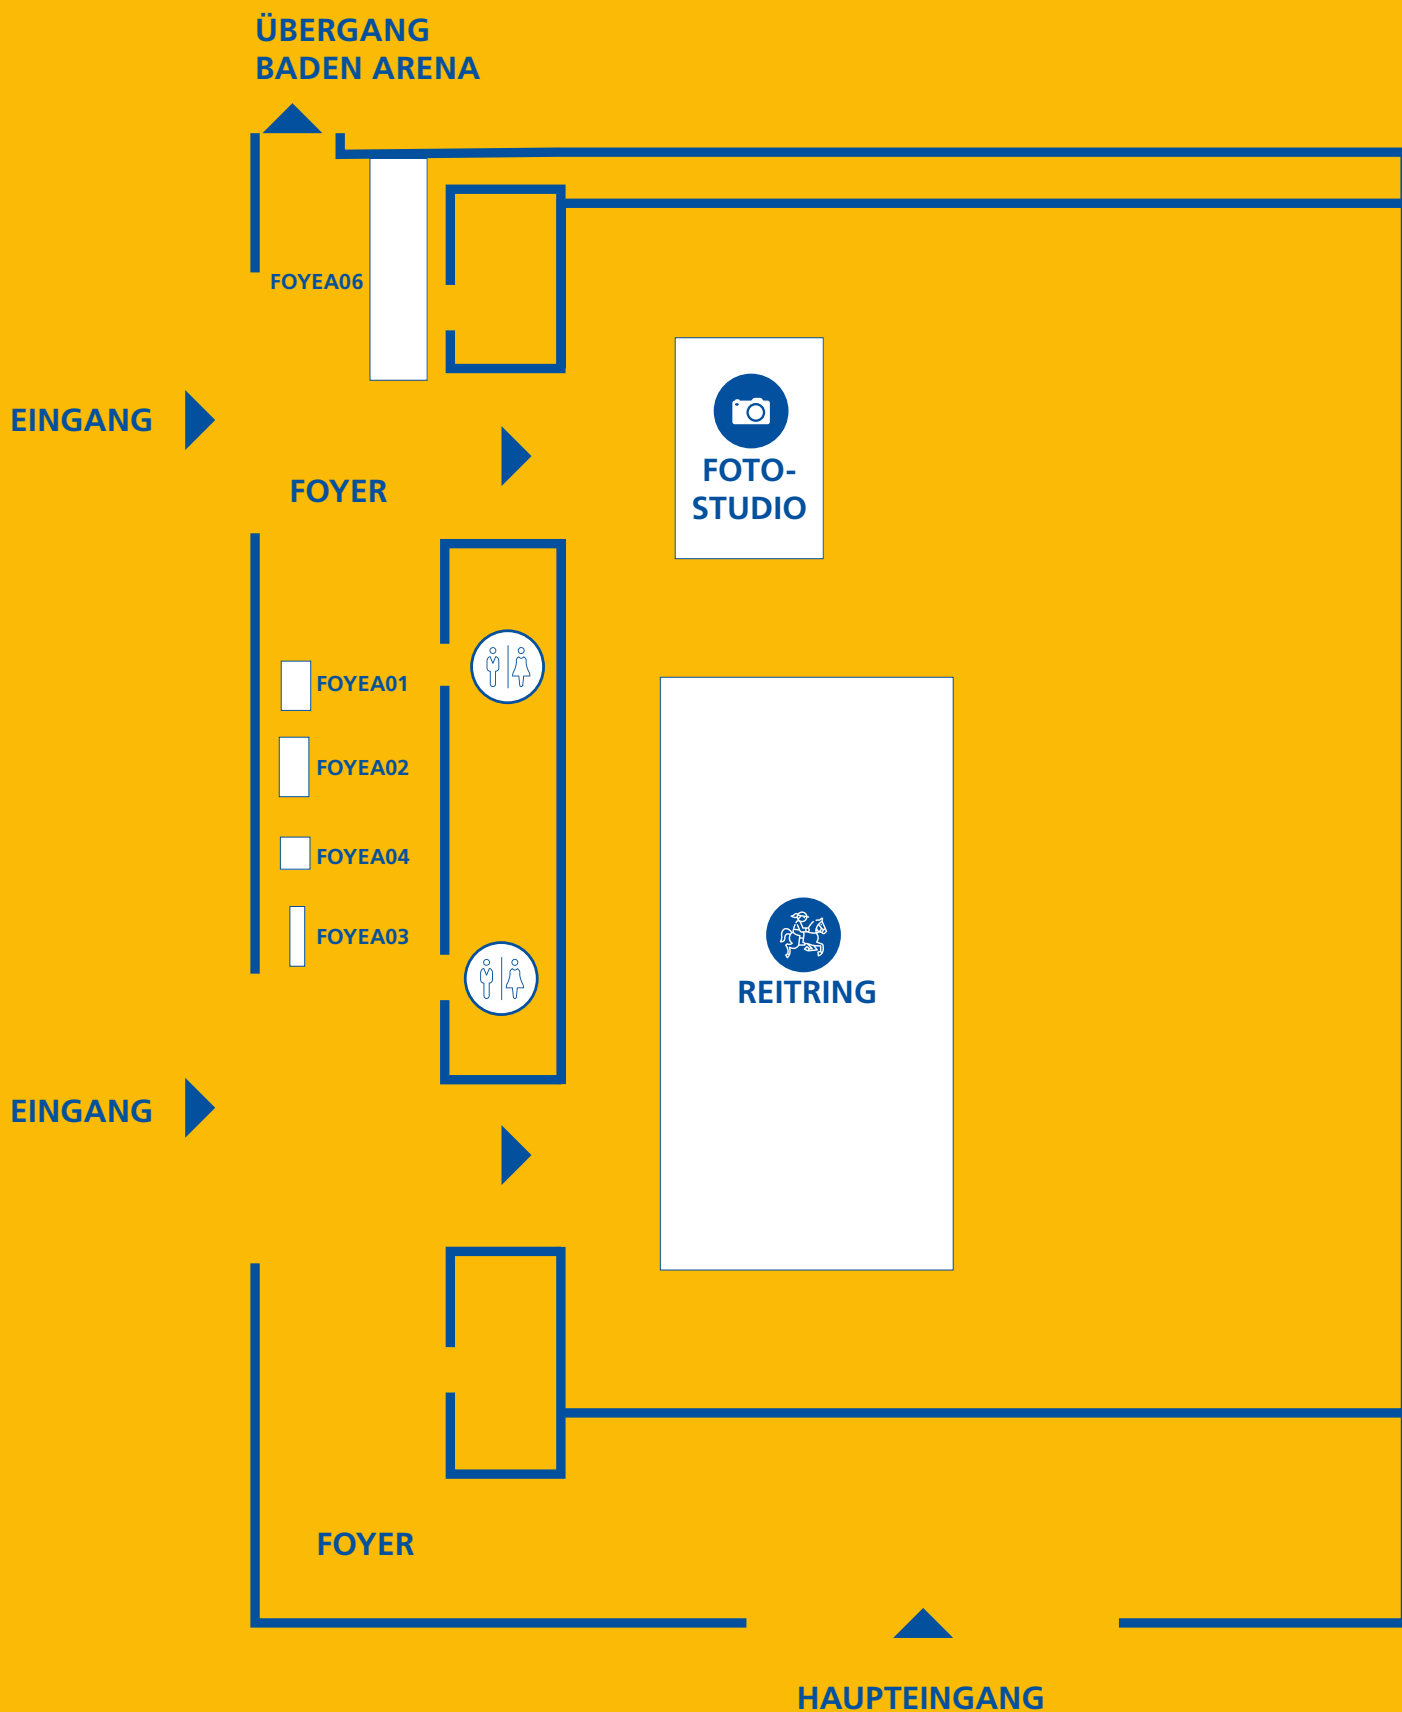 ÜBERGANG
BADEN ARENA
FOYEA06
EINGANG
FOYER
FOTO-
STUDIO
FOYEA01
FOYEA02
FOYEA04
FOYEA03
REITRING
EINGANG
FOYER
HAUPTEINGANG